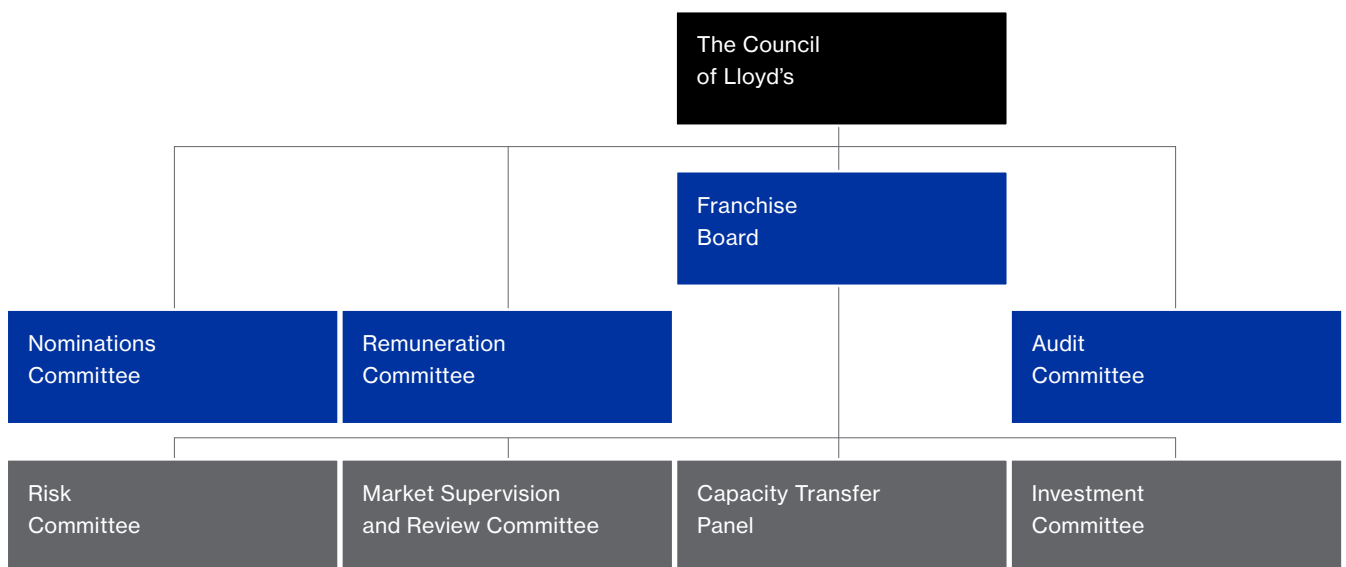 The Council
of Lloyd’s
Franchise
Board
Nominations
Committee
Remuneration
Committee
Audit
Committee
Risk
Committee
Market Supervision
and Review Committee
Capacity Transfer
Panel
Investment
Committee